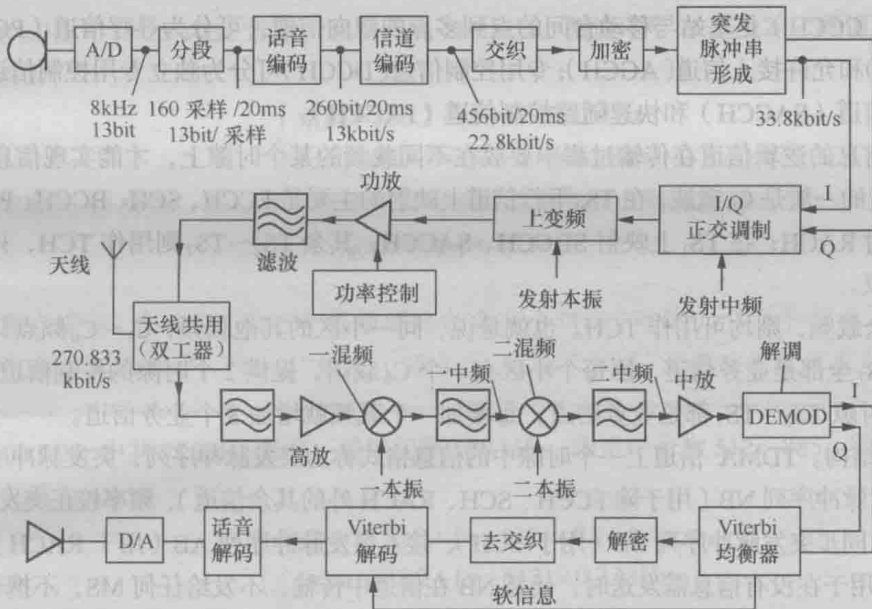 A/D
分段
话音
编码
信道
编码
交织
加密
突发
脉冲串
形成
8kHz
13bit
160 采样 /20ms
13bit/ 采样
260bit/20ms
13kbit/s
456bit/20ms
22.8kbit/s
33.8kbit/s
I
Q
功放
滤波
上变频
I/Q
正交调制
天线
功率控制
发射本振
发射中频
天线共用
(双工器)
270.833
kbit/s
一混频
一中频
二混频
二中频
中放
解调
高放
DEMOD
I
Q
一本振
二本振
D/A
话音
解码
Viterbi
解码
去交织
解密
Viterbi
均衡器
软信息